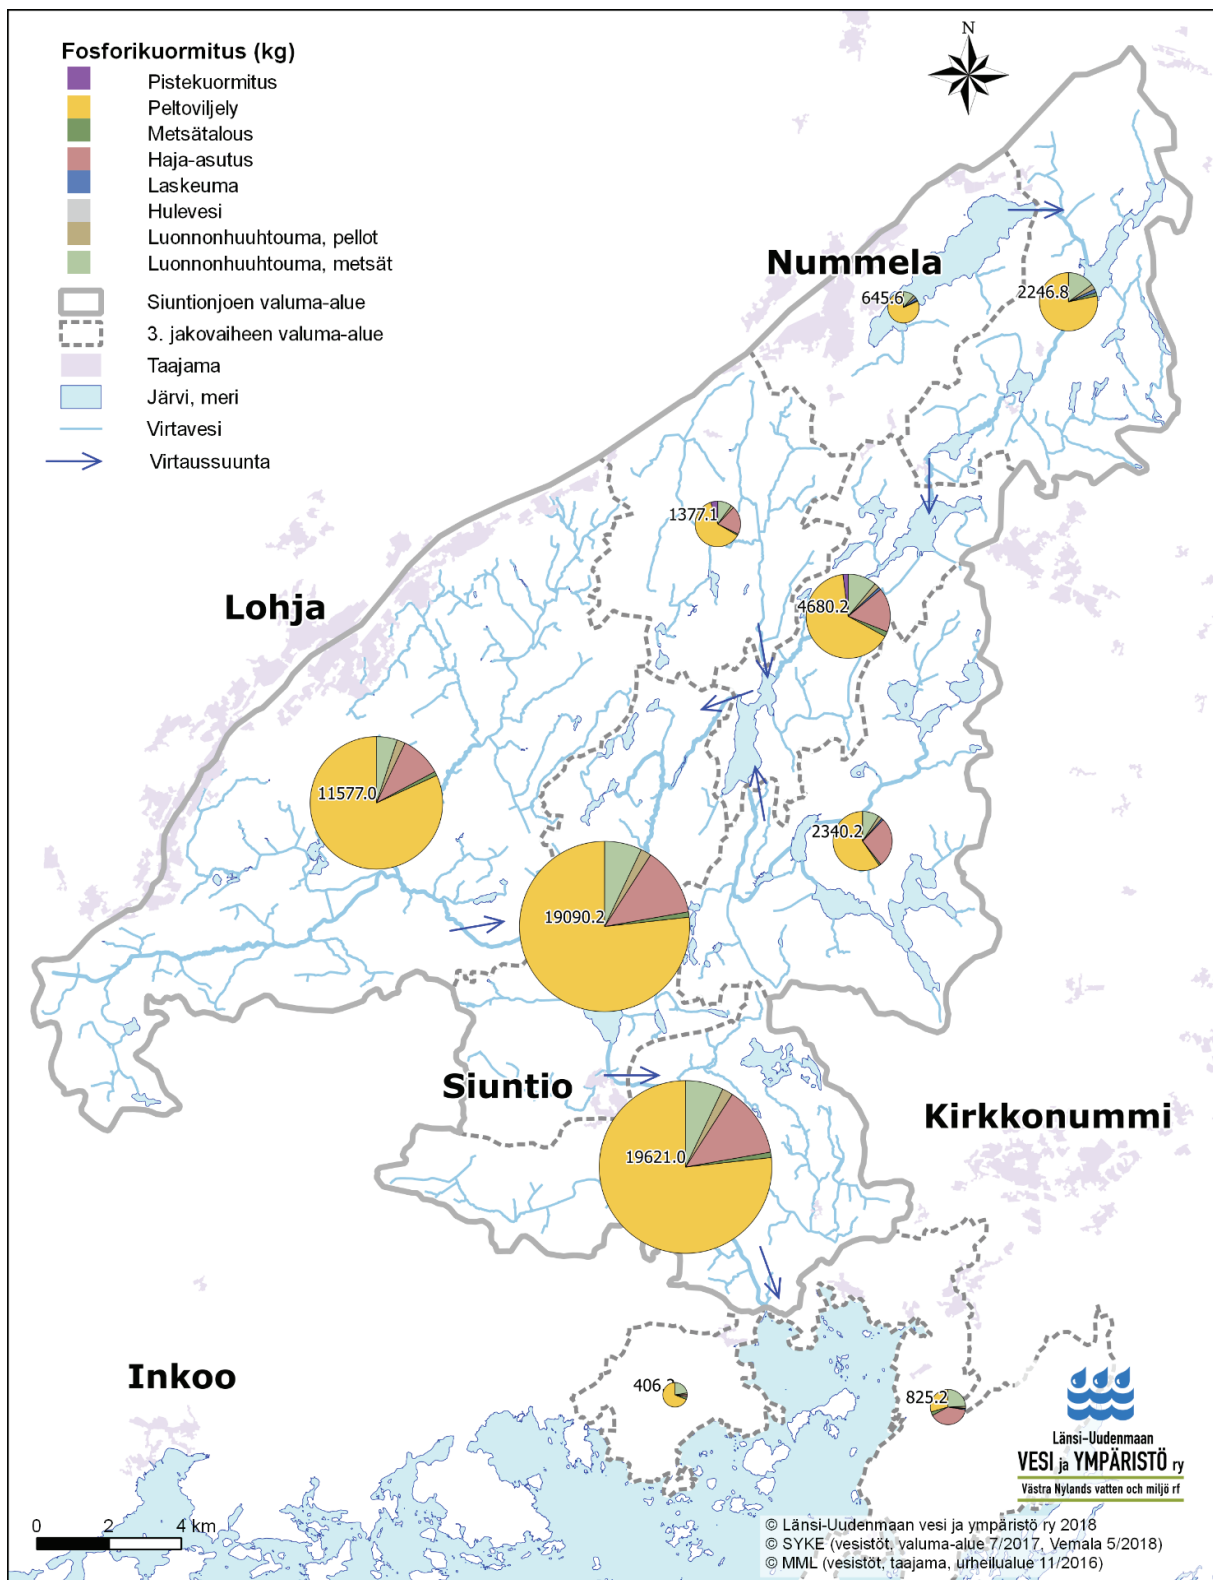 Fosforikuormitus (kg)
Pistekuormitus
Peltoviljely
Metsätalous
Haja-asutus
Laskeuma
Hulevesi
Luonnonhuuhtouma, pellot
Luonnonhuuhtouma, metsät
Siuntionjoen valuma-alue
3. jakovaiheen valuma-alue
Taajama
Järvi, meri
Virtavesi
Virtaussuunta
N
Nummela
645.6
2246.8
1377.1
4680.2
Lohja
11577.0
2340.2
19090.2
Siuntio
Kirkkonummi
19621.0
Inkoo
406.2
825.2
Länsi-Uudenmaan
VESI ja YMPÄRISTÖ ry
Västra Nylands vatten och miljö rf
0 2 4 km
© Länsi-Uudenmaan vesi ja ympäristö ry 2018
© SYKE (vesistöt, valuma-alue 7/2017, Vemala 5/2018)
© MML (vesistöt, taajama, urheilualue 11/2016)